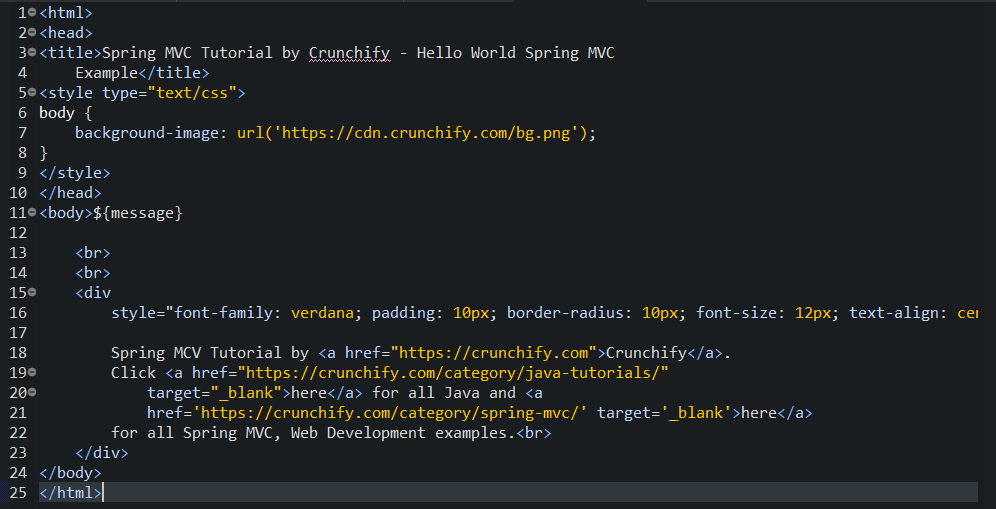 1 <html>
2 <head>
3 <title>Spring MVC Tutorial by Crunchify - Hello World Spring MVC
4     Example</title>
5 <style type="text/css">
6 body {
7     background-image: url('https://cdn.crunchify.com/bg.png');
8 }
9 </style>
10 </head>
11 <body>${message}
12
13     <br>
14     <br>
15     <div
16         style="font-family: verdana; padding: 10px; border-radius: 10px; font-size: 12px; text-align: cen
17
18         Spring MCV Tutorial by <a href="https://crunchify.com">Crunchify</a>.
19         Click <a href="https://crunchify.com/category/java-tutorials/"
20             target="_blank">here</a> for all Java and <a
21             href='https://crunchify.com/category/spring-mvc/' target='_blank'>here</a>
22         for all Spring MVC, Web Development examples.<br>
23     </div>
24 </body>
25 </html>